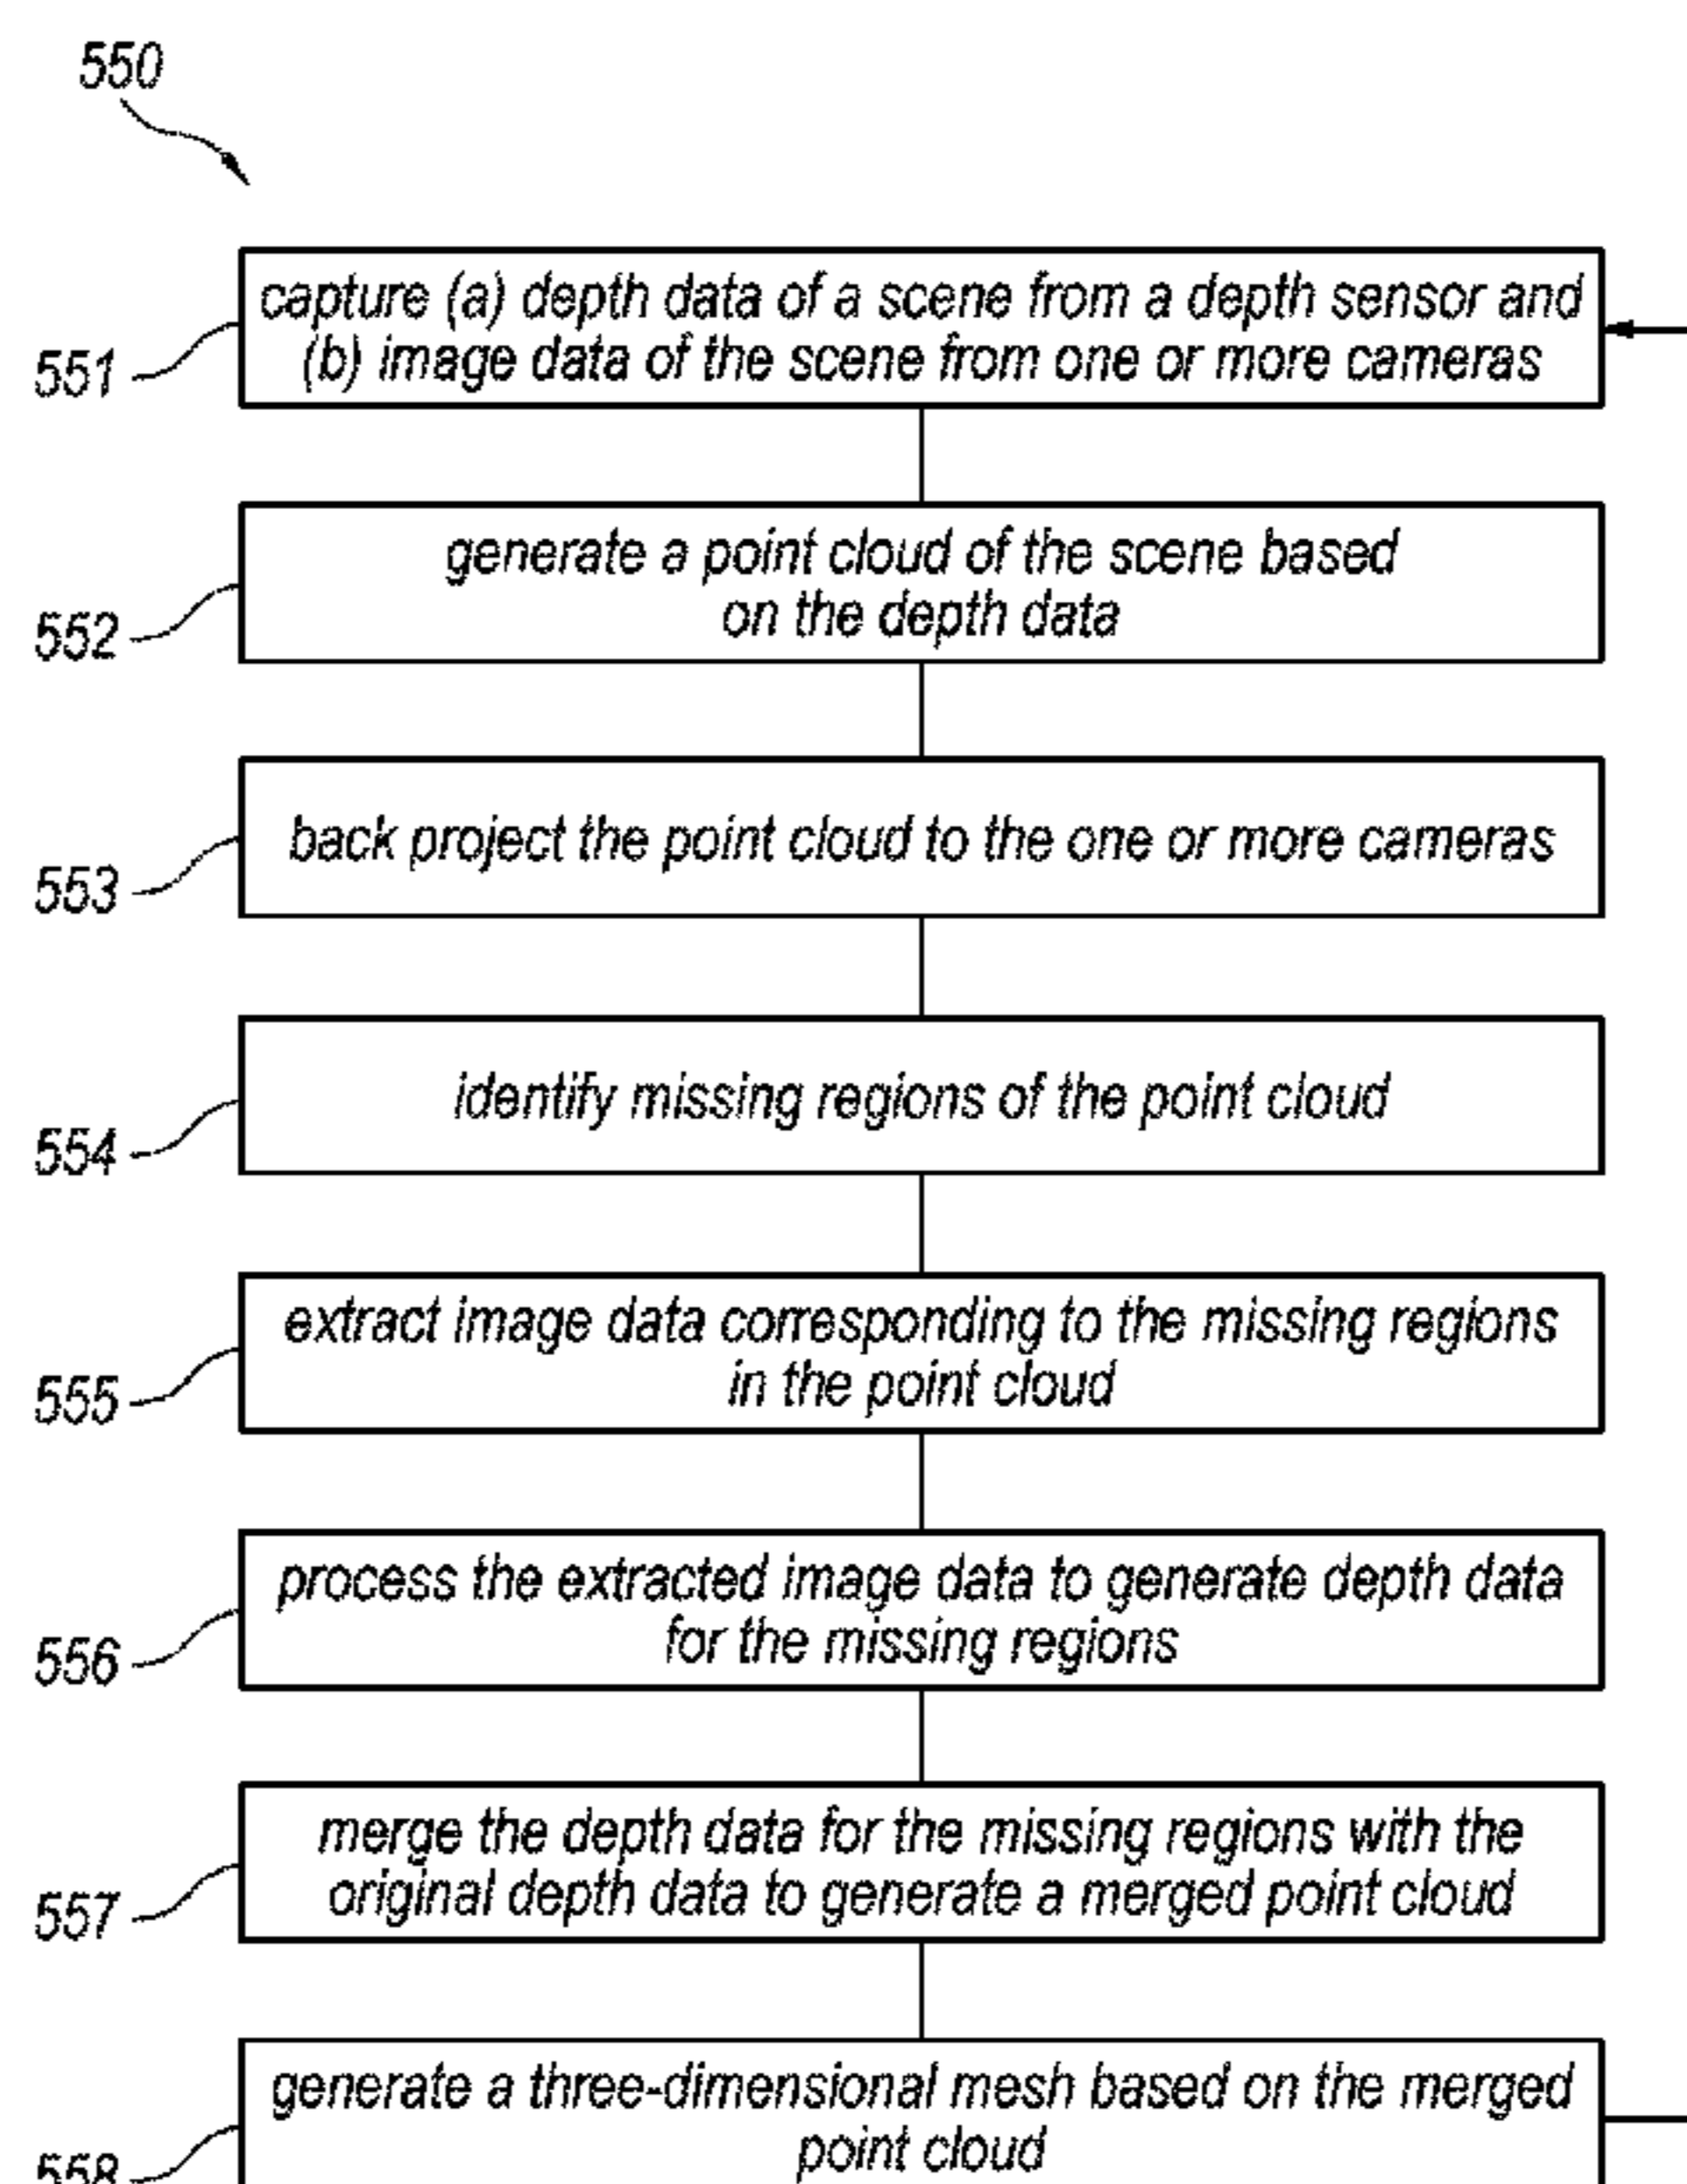 550
capture (a) depth data of a scene from a depth sensor and
(b) image data of the scene from one or more cameras
551
generate a point cloud of the scene based
on the depth data
552
back project the point cloud to the one or more cameras
553
identify missing regions of the point cloud
554
extract image data corresponding to the missing regions
in the point cloud
555
process the extracted image data to generate depth data
for the missing regions
556
merge the depth data for the missing regions with the
original depth data to generate a merged point cloud
557
generate a three-dimensional mesh based on the merged
point cloud
558